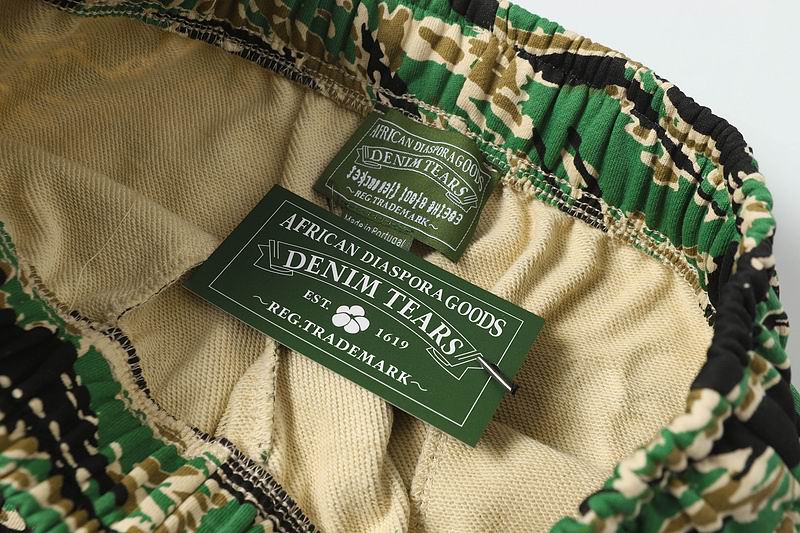 AFRICAN DIASPORA GOODS
DENIM TEARS
REG.TRADEMARK~
Made in Portugal
AFRICAN DIASPORA GOODS
DENIM TEARS
EST. 1619
~REG.TRADEMARK~